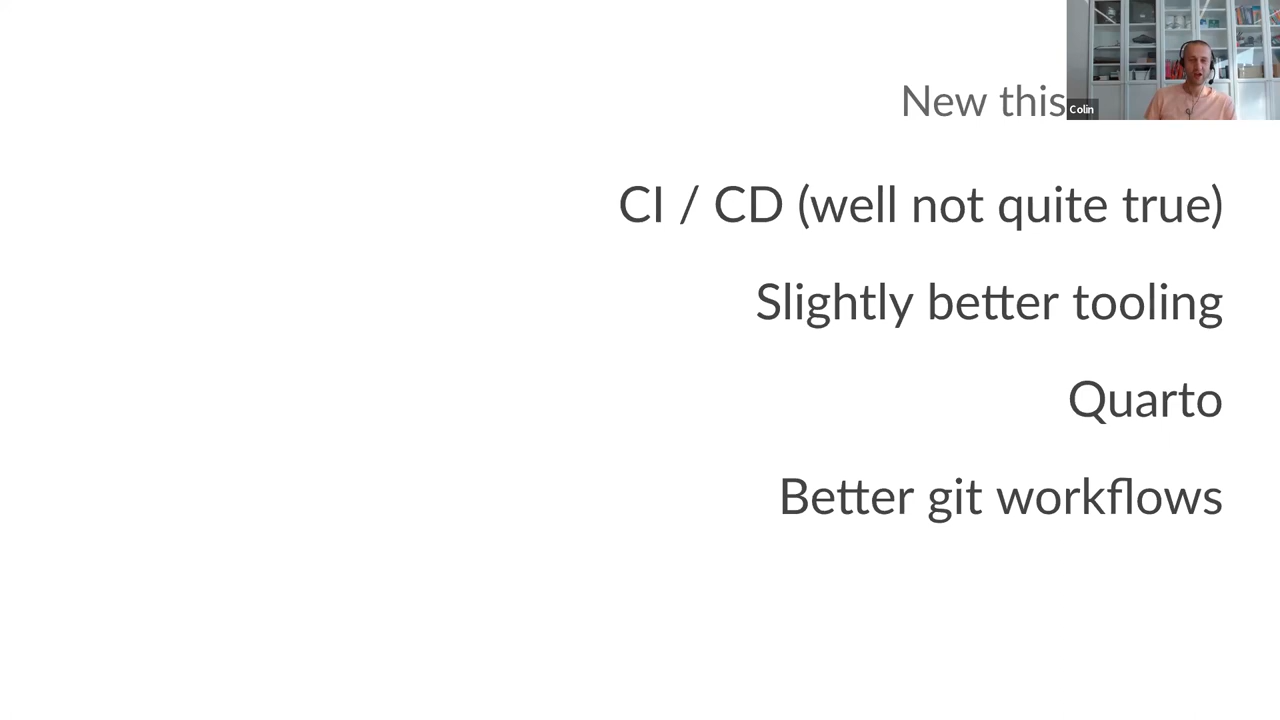 New this
Colin
CI / CD (well not quite true)
Slightly better tooling
Quarto
Better git workflows